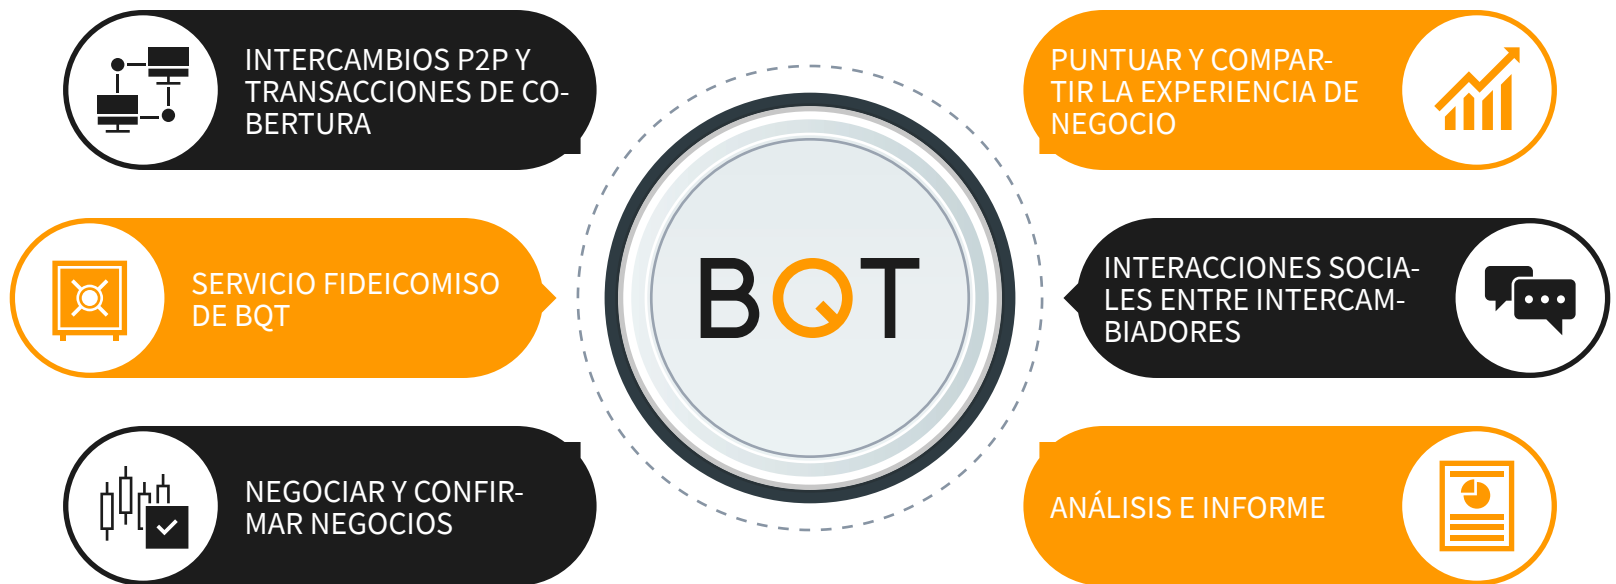 INTERCAMBIOS P2P Y
TRANSACCIONES DE CO-
BERTURA
SERVICIO FIDEICOMISO
DE BQT
NEGOCIAR Y CONFIR-
MAR NEGOCIOS
BQT
PUNTUAR Y COMPAR-
TIR LA EXPERIENCIA DE
NEGOCIO
INTERACCIONES SOCIA-
LES ENTRE INTERCAM-
BIADORES
ANÁLISIS E INFORME